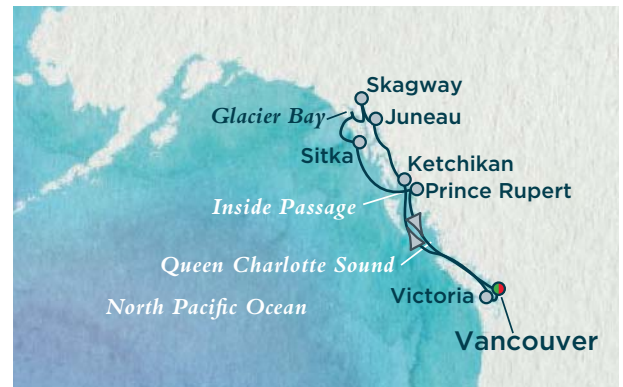 Skagway
Glacier Bay
Juneau
Sitka
Ketchikan
Prince Rupert
Inside Passage
Queen Charlotte Sound
Victoria
North Pacific Ocean
Vancouver